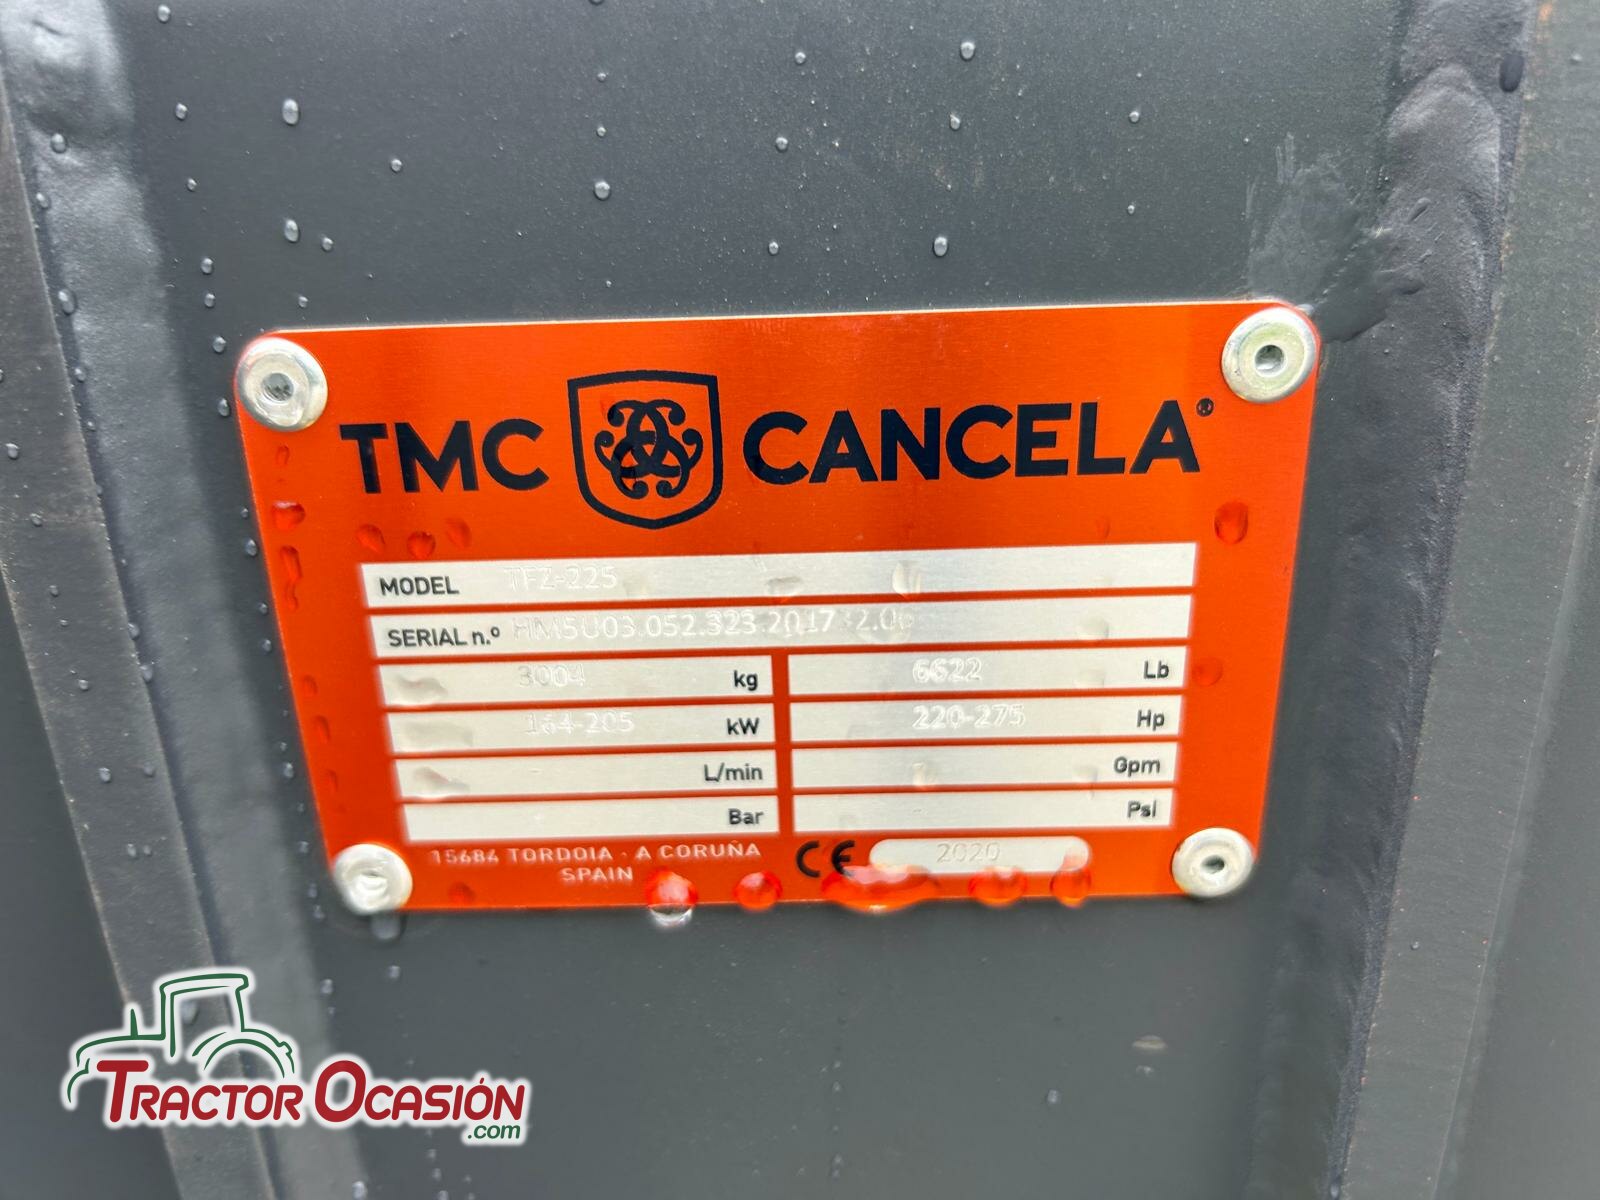 TMC CANCELA®
MODEL TFZ-225
SERIAL n.º
3004 kg 6622 Lb
164-205 kW 220-275 Hp
L/min Gpm
Bar Psi
15684 TORDOIA - A CORUÑA
SPAIN
CE 2020
TRACTOR OCASIÓN
.com